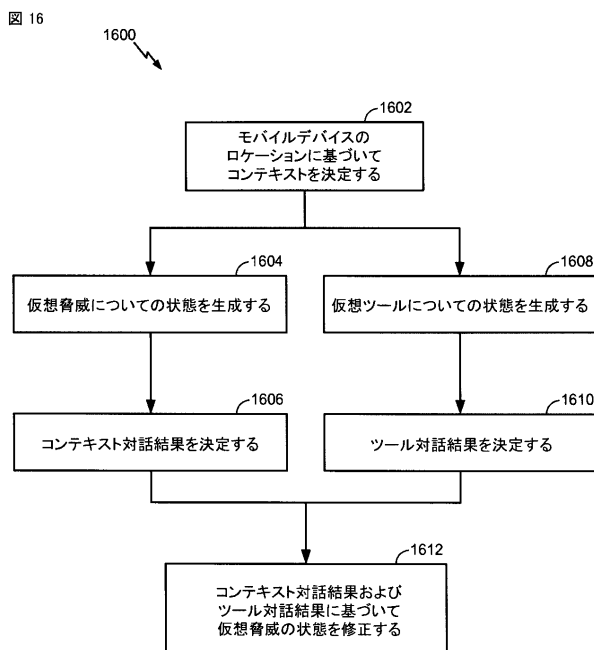 図 16
1600
1602
モバイルデバイスの
ロケーションに基づいて
コンテキストを決定する
1604
仮想脅威についての状態を生成する
1608
仮想ツールについての状態を生成する
1606
コンテキスト対話結果を決定する
1610
ツール対話結果を決定する
1612
コンテキスト対話結果および
ツール対話結果に基づいて
仮想脅威の状態を修正する